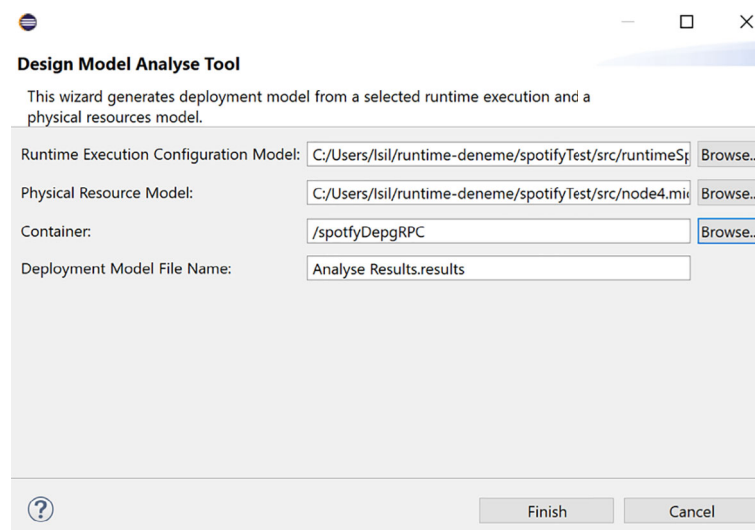 Design Model Analyse Tool
This wizard generates deployment model from a selected runtime execution and a
physical resources model.
Runtime Execution Configuration Model: C:/Users/Isil/runtime-deneme/spotifyTest/src/runtimeSp Browse..
Physical Resource Model: C:/Users/Isil/runtime-deneme/spotifyTest/src/node4.mic Browse..
Container: /spotfyDepgRPC Browse..
Deployment Model File Name: Analyse Results.results
? Finish Cancel